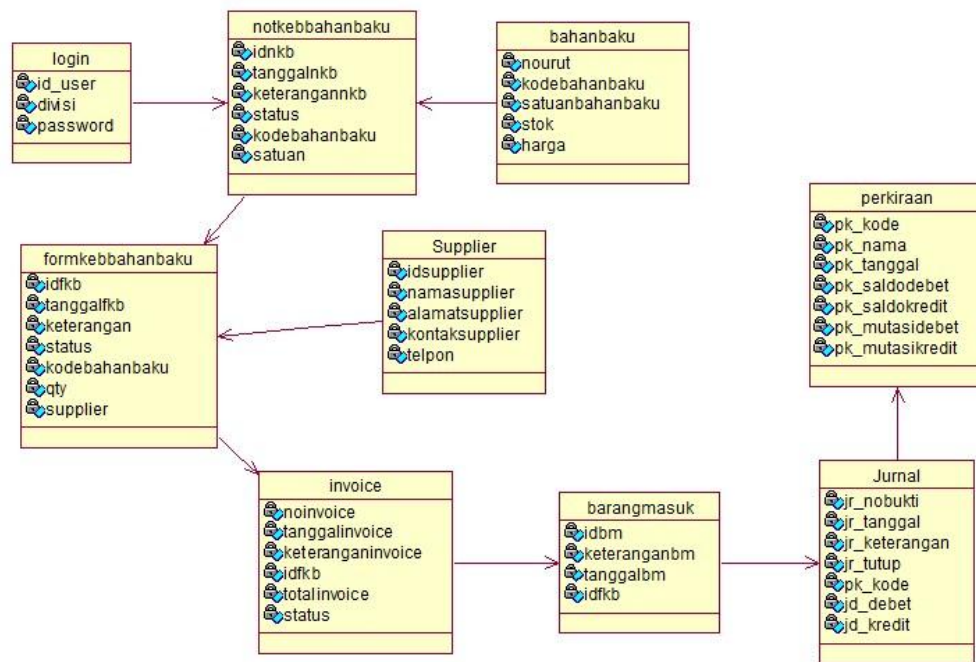 login
id_user
divisi
password
notkebbahanbaku
idnkb
tanggalnkb
keterangannkb
status
kodebahanbaku
satuan
bahanbaku
nourut
kodebahanbaku
satuanbahanbaku
stok
harga
formkebbahanbaku
idfkb
tanggalfkb
keterangan
status
kodebahanbaku
qty
supplier
Supplier
idsupplier
namasupplier
alamatsupplier
kontaksupplier
telpon
perkiraan
pk_kode
pk_nama
pk_tanggal
pk_saldodebet
pk_saldokredit
pk_mutasidebet
pk_mutasikredit
invoice
noinvoice
tanggalinvoice
keteranganinvoice
idfkb
totalinvoice
status
barangmasuk
idbm
keteranganbm
tanggalbm
idfkb
Jurnal
jr_nobukti
jr_tanggal
jr_keterangan
jr_tutup
pk_kode
jd_debet
jd_kredit